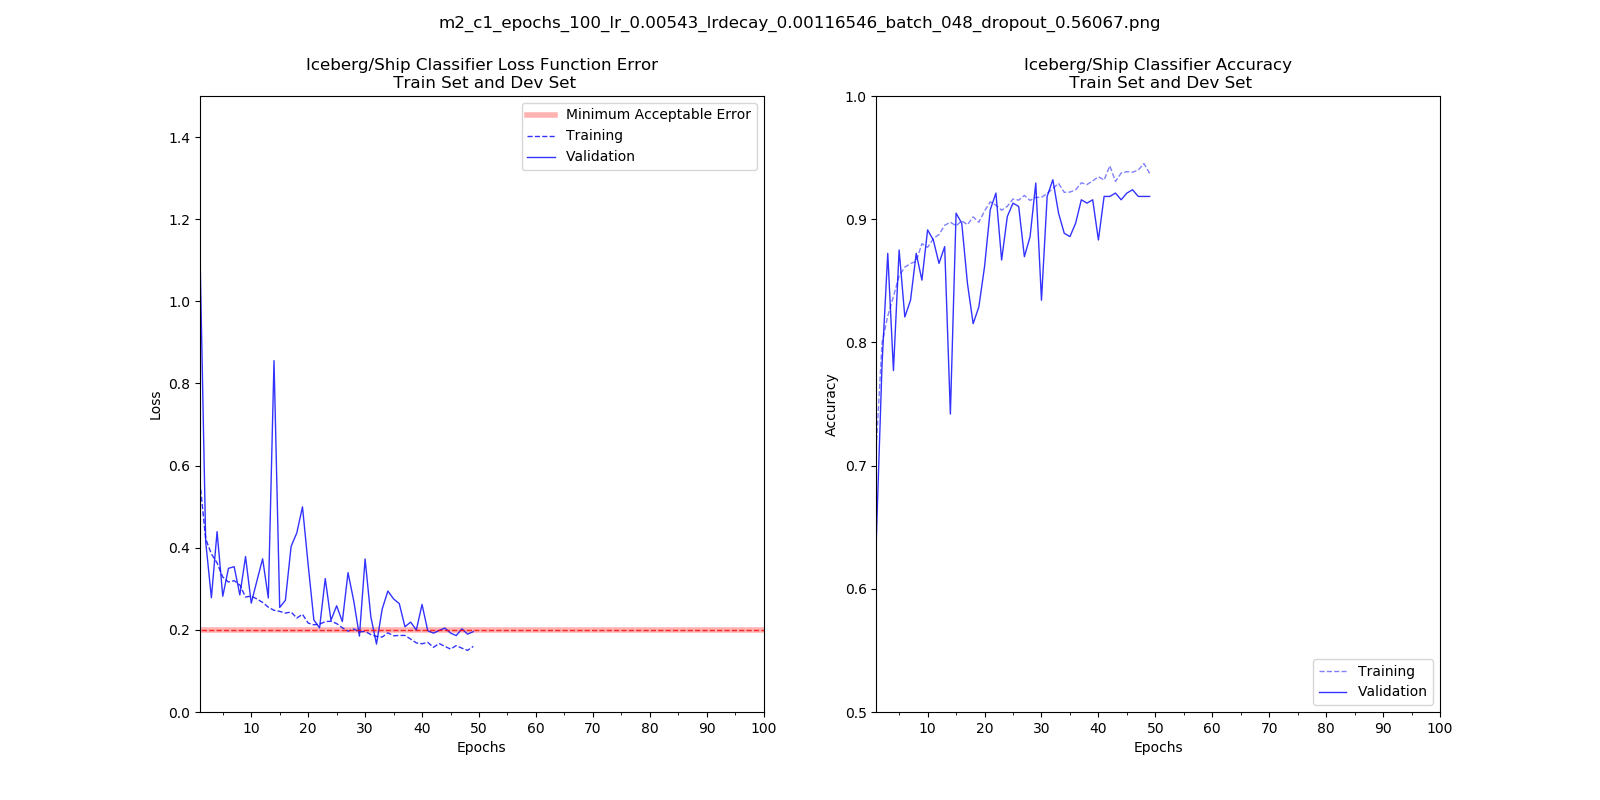 m2_c1_epochs_100_lr_0.00543_lrdecay_0.00116546_batch_048_dropout_0.56067.png
Iceberg/Ship Classifier Loss Function Error
Train Set and Dev Set
Minimum Acceptable Error
Training
Validation
1.4
1.2
1.0
0.8
0.6
0.4
0.2
0.0
Loss
10 20 30 40 50 60 70 80 90 100
Epochs
Iceberg/Ship Classifier Accuracy
Train Set and Dev Set
1.0
0.9
0.8
0.7
0.6
0.5
Accuracy
Training
Validation
10 20 30 40 50 60 70 80 90 100
Epochs